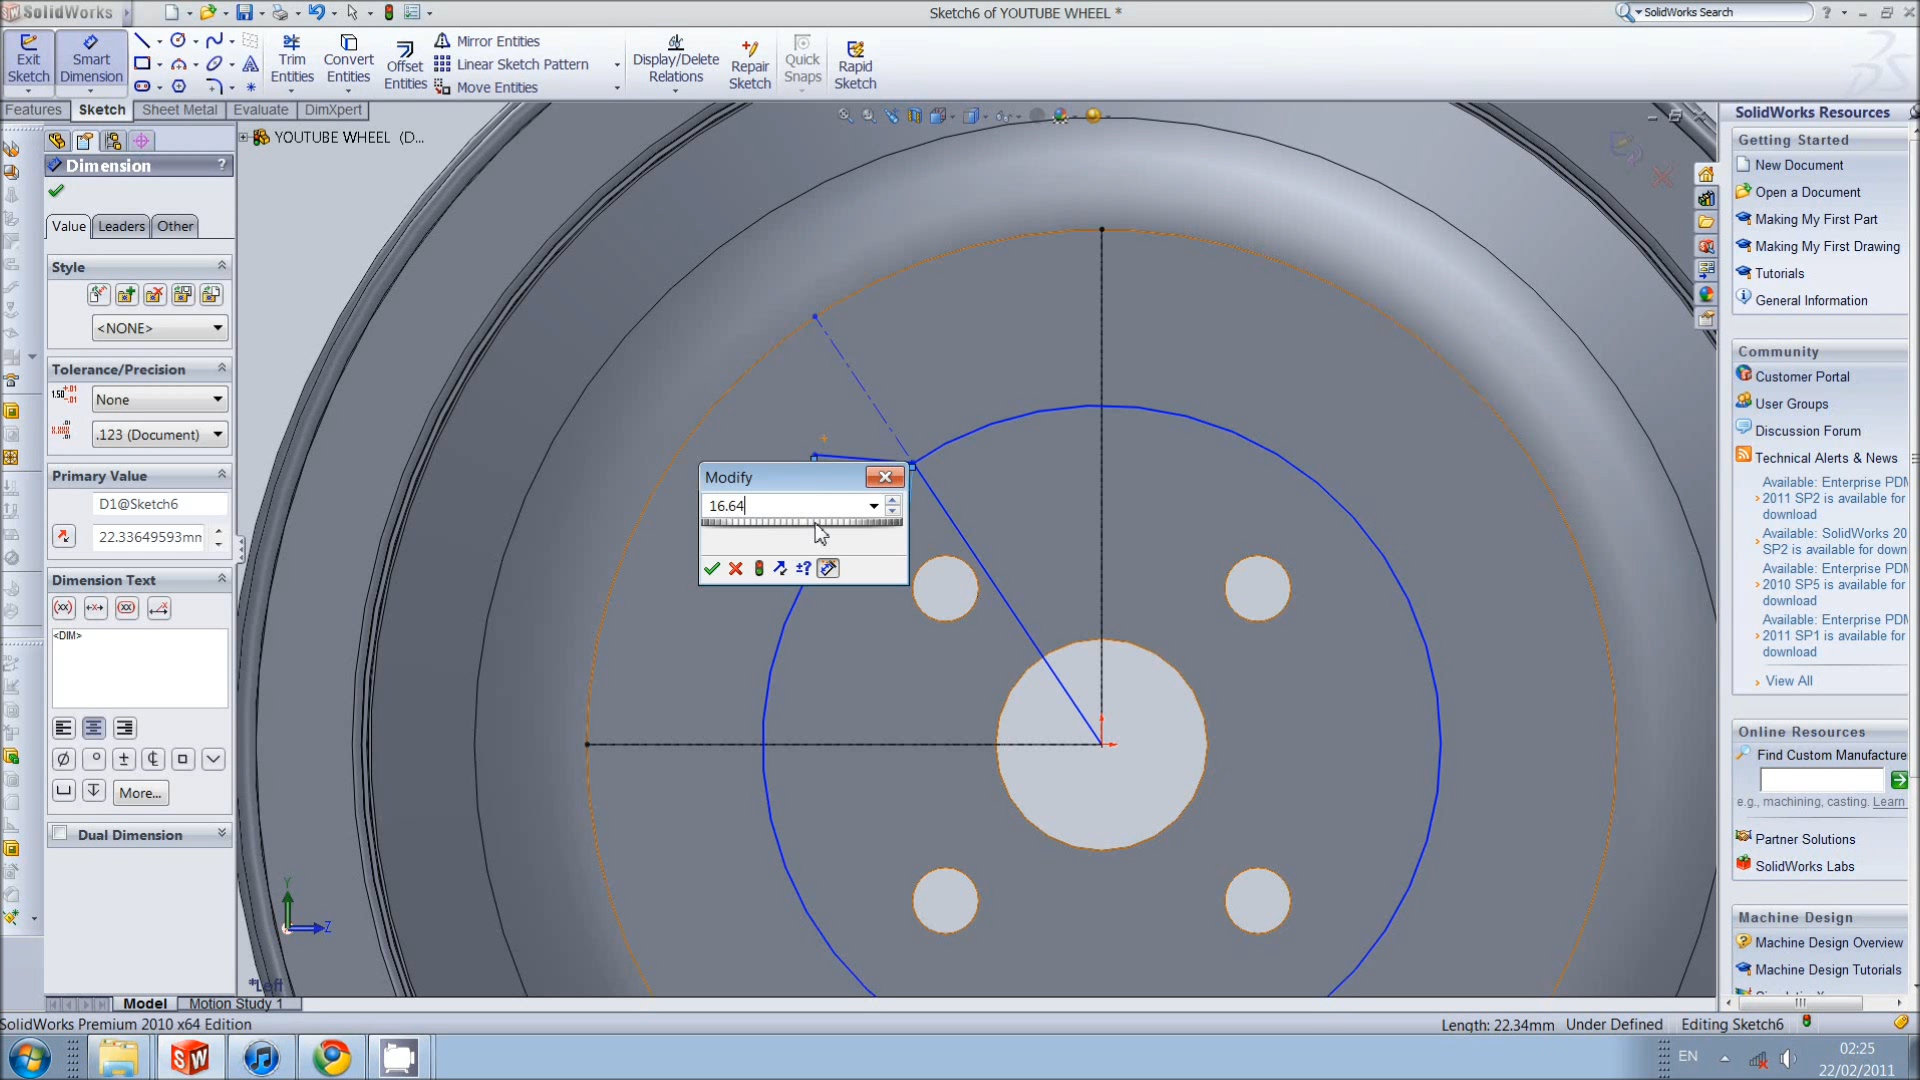 SolidWorks
Sketch6 of YOUTUBE WHEEL *
SolidWorks Search
?
Exit Sketch
Smart Dimension
Trim Entities
Convert Entities
Offset Entities
Mirror Entities
Linear Sketch Pattern
Move Entities
Display/Delete Relations
Repair Sketch
Quick Snaps
Rapid Sketch
Features
Sketch
Sheet Metal
Evaluate
DimXpert
YOUTUBE WHEEL (D...
Dimension
?
Value
Leaders
Other
Style
<NONE>
Tolerance/Precision
None
.123 (Document)
Primary Value
D1@Sketch6
22.33649593mm
Dimension Text
(xx)
<DIM>
More...
Dual Dimension
Modify
16.64
±?
Y
Z
*Left
Model
Motion Study 1
SolidWorks Premium 2010 x64 Edition
Length: 22.34mm
Under Defined
Editing Sketch6
SolidWorks Resources
Getting Started
New Document
Open a Document
Making My First Part
Making My First Drawing
Tutorials
General Information
Community
Customer Portal
User Groups
Discussion Forum
Technical Alerts & News
Available: Enterprise PDM
2011 SP2 is available for
download
Available: SolidWorks 20
SP2 is available for down
Available: Enterprise PDM
2010 SP5 is available for
download
Available: Enterprise PDM
2011 SP1 is available for
download
View All
Online Resources
Find Custom Manufacture
e.g., machining, casting. Learn
Partner Solutions
SolidWorks Labs
Machine Design
Machine Design Overview
Machine Design Tutorials
EN
02:25
22/02/2011